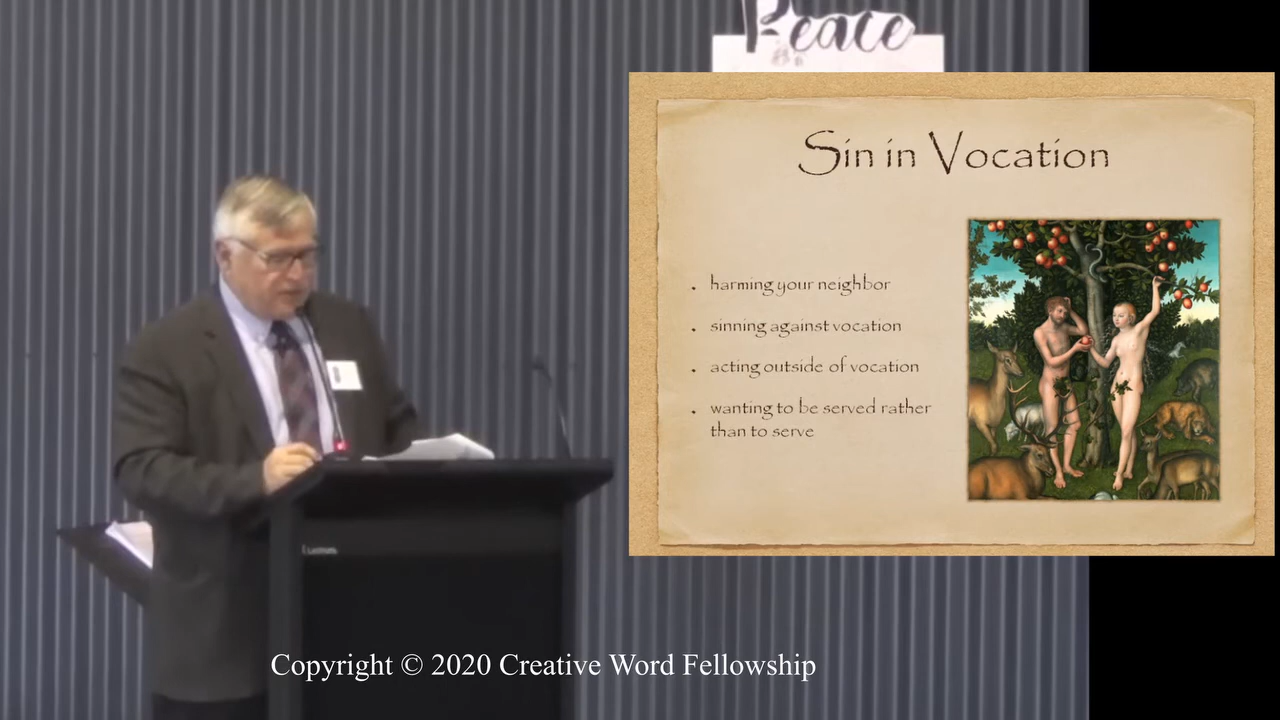 Peace
Sin in Vocation
harming your neighbor
sinning against vocation
acting outside of vocation
wanting to be served rather
than to serve
Copyright © 2020 Creative Word Fellowship